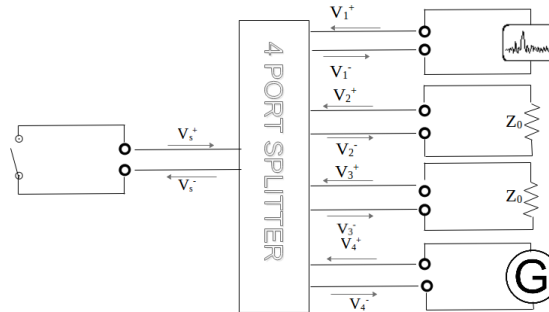 V₁⁺
V₁⁻
V₂⁺
Z₀
V₂⁻
Vₛ⁺
Vₛ⁻
4 PORT SPLITTER
V₃⁺
Z₀
V₃⁻
V₄⁺
G
V₄⁻